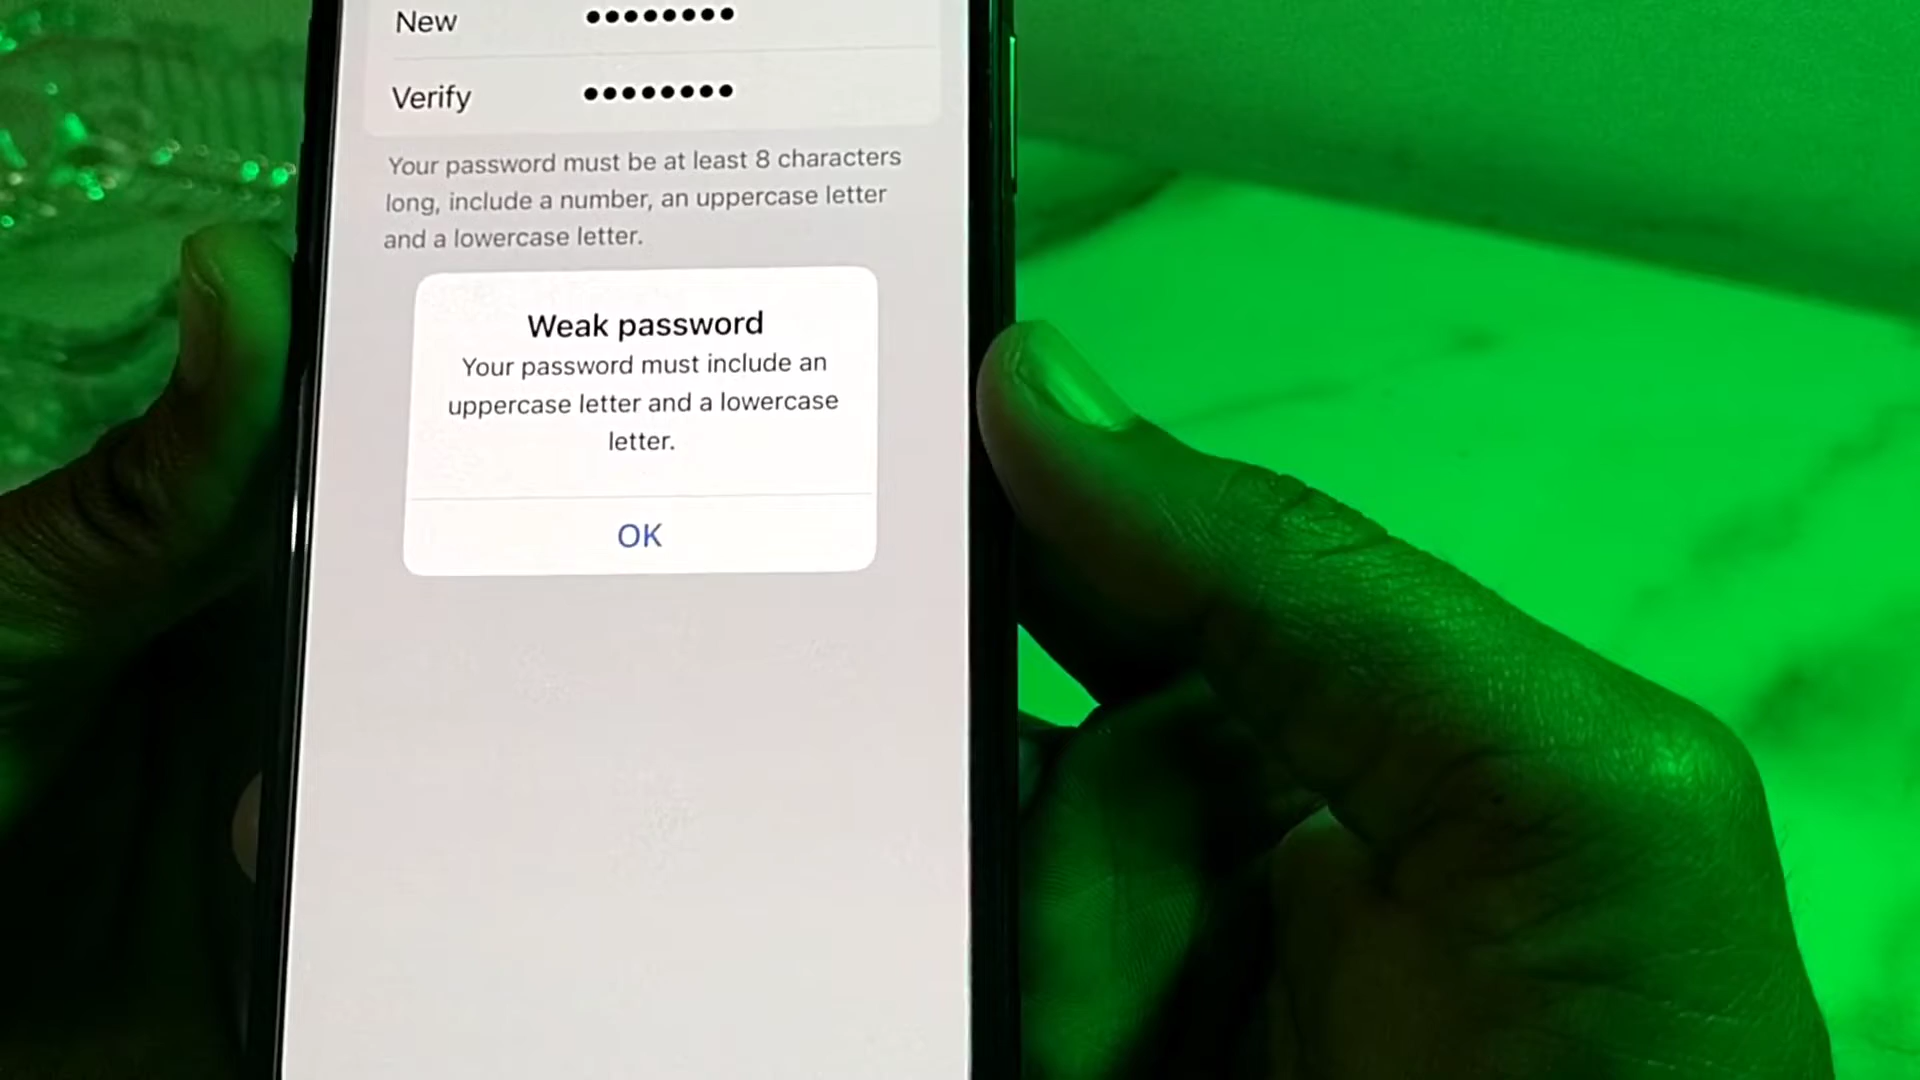 New ••••••••
Verify ••••••••
Your password must be at least 8 characters
long, include a number, an uppercase letter
and a lowercase letter.
Weak password
Your password must include an
uppercase letter and a lowercase
letter.
OK